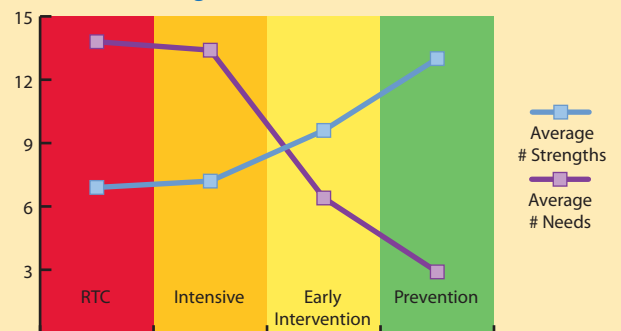 15
12
9
6
3
RTC
Intensive
Early
Intervention
Prevention
Average
# Strengths
Average
# Needs